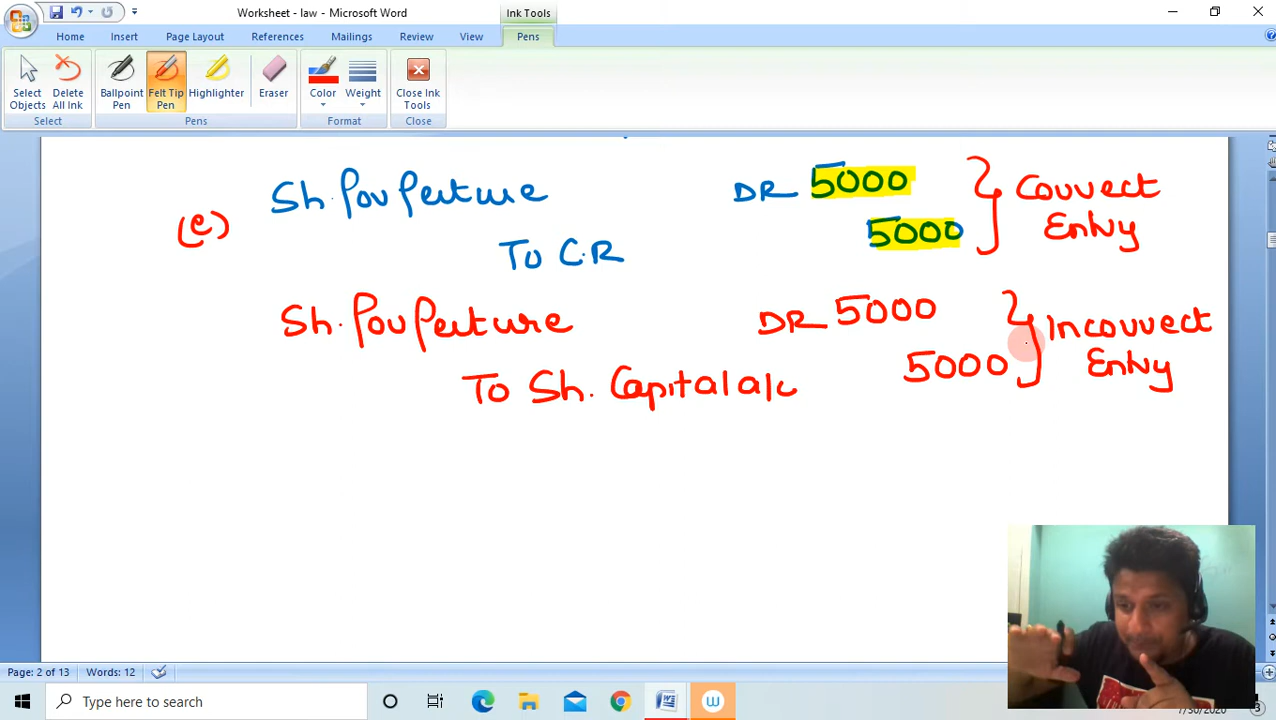 Worksheet - law - Microsoft Word
Ink Tools
Home Insert Page Layout References Mailings Review View Pens
Select Objects
Delete All Ink
Ballpoint Pen
Felt Tip Pen
Highlighter
Eraser
Color
Weight
Close Ink Tools
Select Pens Format Close
Sh. Forfeiture DR 5000
(e)
To C.R 5000
Correct Entry
Sh. Forfeiture DR 5000
To Sh. Capital a/c 5000
Incorrect Entry
Page: 2 of 13 Words: 12
Type here to search
7/30/2020